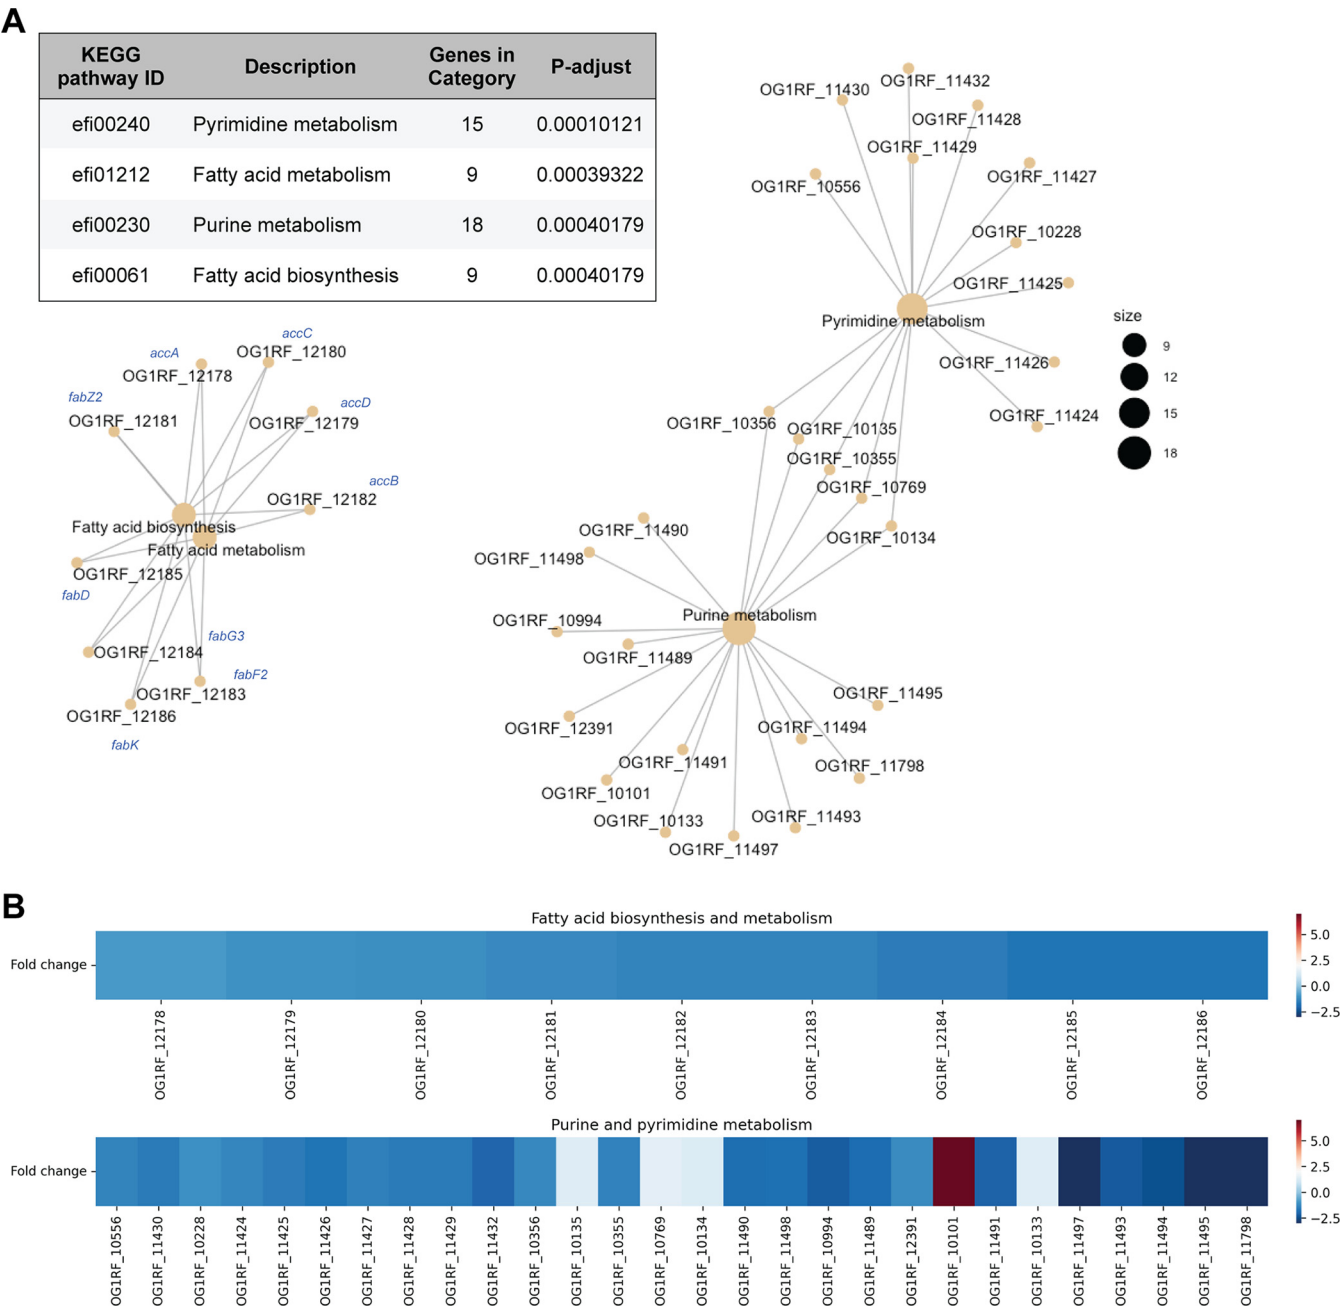 A
KEGG pathway ID Description Genes in Category P-adjust
efi00240 Pyrimidine metabolism 15 0.00010121
efi01212 Fatty acid metabolism 9 0.00039322
efi00230 Purine metabolism 18 0.00040179
efi00061 Fatty acid biosynthesis 9 0.00040179
accC
OG1RF_12180
accA
OG1RF_12178
fabZ2
OG1RF_12181
accD
OG1RF_12179
accB
OG1RF_12182
Fatty acid biosynthesis
Fatty acid metabolism
OG1RF_12185
fabD
fabG3
OG1RF_12184
fabF2
OG1RF_12183
OG1RF_12186
fabK
OG1RF_11432
OG1RF_11430
OG1RF_11428
OG1RF_11429
OG1RF_11427
OG1RF_10556
OG1RF_10228
OG1RF_11425
Pyrimidine metabolism
OG1RF_11426
OG1RF_11424
OG1RF_10356
OG1RF_10135
OG1RF_10355
OG1RF_10769
OG1RF_10134
OG1RF_11490
OG1RF_11498
Purine metabolism
OG1RF_10994
OG1RF_11489
OG1RF_11495
OG1RF_12391
OG1RF_11494
OG1RF_11491
OG1RF_11798
OG1RF_10101
OG1RF_10133
OG1RF_11493
OG1RF_11497
size
9
12
15
18
B
Fatty acid biosynthesis and metabolism
Fold change
OG1RF_12178
OG1RF_12179
OG1RF_12180
OG1RF_12181
OG1RF_12182
OG1RF_12183
OG1RF_12184
OG1RF_12185
OG1RF_12186
5.0
2.5
0.0
−2.5
Purine and pyrimidine metabolism
Fold change
OG1RF_10556
OG1RF_11430
OG1RF_10228
OG1RF_11424
OG1RF_11425
OG1RF_11426
OG1RF_11427
OG1RF_11428
OG1RF_11429
OG1RF_11432
OG1RF_10356
OG1RF_10135
OG1RF_10355
OG1RF_10769
OG1RF_10134
OG1RF_11490
OG1RF_11498
OG1RF_10994
OG1RF_11489
OG1RF_12391
OG1RF_10101
OG1RF_11491
OG1RF_10133
OG1RF_11497
OG1RF_11493
OG1RF_11494
OG1RF_11495
OG1RF_11798
5.0
2.5
0.0
−2.5